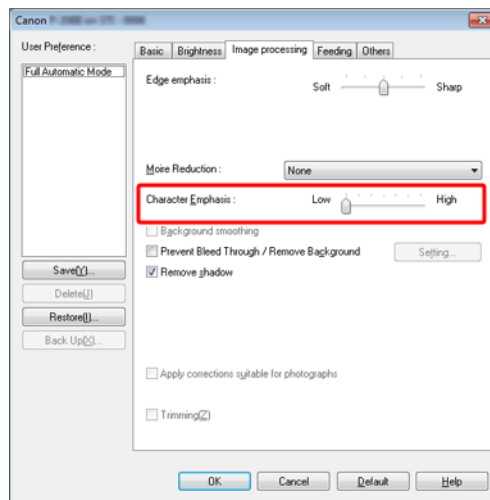 Canon
User Preference :
Full Automatic Mode
Save(Y)...
Delete(J)
Restore(I)...
Back Up(X)...
Basic Brightness Image processing Feeding Others
Edge emphasis :
Soft Sharp
Moire Reduction :
None
Character Emphasis :
Low High
Background smoothing
Prevent Bleed Through / Remove Background
Setting...
Remove shadow
Apply corrections suitable for photographs
Trimming(Z)
OK Cancel Default Help